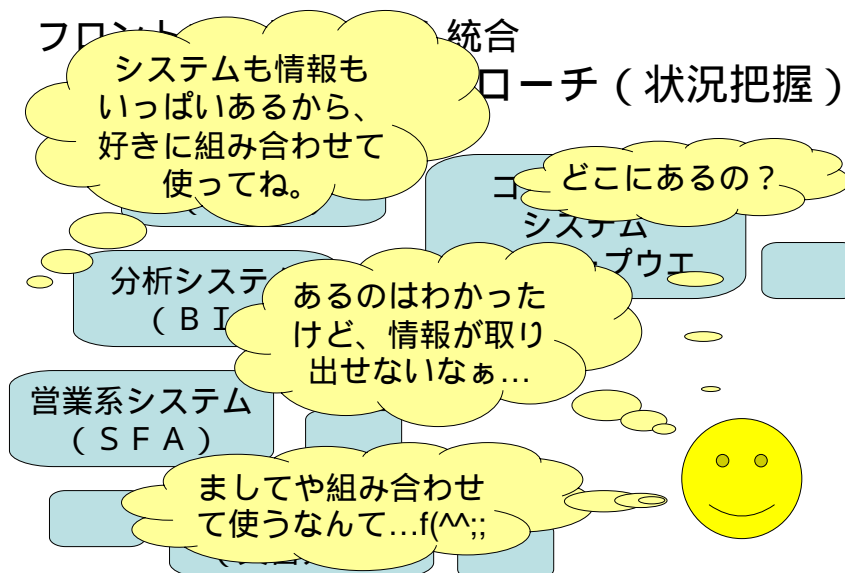 フロント
統合
ローチ(状況把握)
システムも情報も
いっぱいあるから、
好きに組み合わせて
使ってね。
どこにあるの?
システム
プウエ
分析システ
(BI
あるのはわかった
けど、情報が取り
出せないなぁ…
営業系システム
(SFA)
ましてや組み合わせ
て使うなんて…f(^^;;